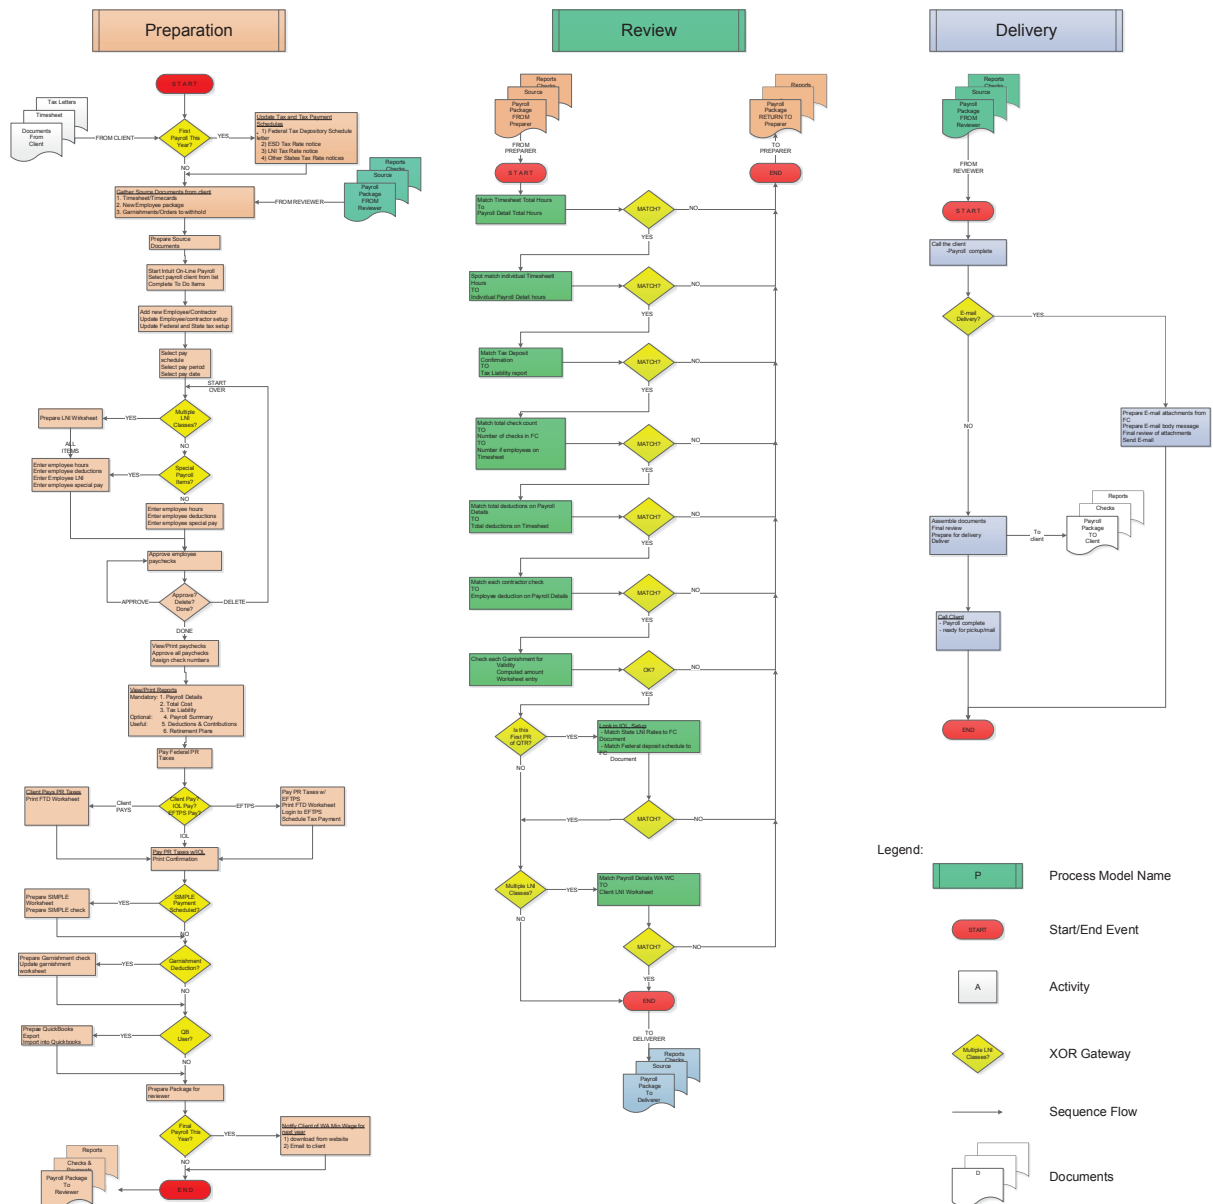 Preparation
START
Tax Letters
Timesheet
Documents
From
Client
FROM CLIENT
First
Payroll This
Year?
YES
Update Tax and Tax Payment
Schedules
1) Federal Tax Depository Schedule
letter
2) ESD Tax Rate notice
3) LNI Tax Rate notice
4) Other States Tax Rate notices
NO
Gather Source Documents from client
1. Timesheet/Timecards
2. New Employee package
3. Garnishments/Orders to withhold
FROM REVIEWER
Reports
Checks
Source
Payroll
Package
FROM
Reviewer
Prepare Source
Documents
Start Intuit On-Line Payroll
Select payroll client from list
Complete To Do Items
Add new Employee/Contractor
Update Employee/contractor setup
Update Federal and State tax setup
Select pay
schedule
Select pay period
Select pay date
START
OVER
Multiple
LNI
Classes?
YES
Prepare LNI Wirksheet
ALL
ITEMS
NO
Special
Payroll
Items?
YES
Enter employee hours
Enter employee deductions
Enter Employee LNI
Enter employee special pay
NO
Enter employee hours
Enter employee deductions
Enter employee special pay
Approve employee
paychecks
Approve?
Delete?
Done?
APPROVE
DELETE
DONE
View/Print paychecks
Approve all paychecks
Assign check numbers
View/Print Reports
Mandatory: 1. Payroll Details
2. Total Cost
3. Tax Liability
Optional: 4. Payroll Summary
Useful: 5. Deductions & Contributions
6. Retirement Plans
Pay Federal PR
Taxes
Client Pay?
IOL Pay?
EFTPS Pay?
Client
PAYS
Client Pays PR Taxes
Print FTD Worksheet
EFTPS
Pay PR Taxes w/
EFTPS
Print FTD Worksheet
Login to EFTPS
Schedule Tax Payment
IOL
Pay PR Taxes w/IOL
Print Confirmation
SIMPLE
Payment
Scheduled?
YES
Prepare SIMPLE
Worksheet
Prepare SIMPLE check
NO
Garnishment
Deduction?
YES
Prepare Garnishment check
Update garnishment
worksheet
NO
QB
User?
YES
Prepae QuickBooks
Export
Import into Quickbooks
NO
Prepare Package for
reviewer
Final
Payroll This
Year?
YES
Notify Client of WA Min Wage for
next year
1) download from website
2) Email to client
NO
END
Reports
Checks &
Payroll Package
To
Reviewer
Review
Reports
Checks
Source
Payroll
Package
FROM
Preparer
FROM
PREPARER
START
Reports
Payroll
Package
RETURN TO
Preparer
TO
PREPARER
END
Match Timesheet Total Hours
To
Payroll Detail Total Hours
MATCH?
NO
YES
Spot match individual Timesheet
Hours
TO
Individual Payroll Detail hours
MATCH?
NO
YES
Match Tax Deposit
Confirmation
TO
Tax Liability report
MATCH?
NO
YES
Match total check count
TO
Number of checks in FC
TO
Number if employees on
Timesheet
MATCH?
NO
YES
Match total deductions on Payroll
Details
TO
Total deductions on Timesheet
MATCH?
NO
YES
Match each contractor check
TO
Employee deduction on Payroll Details
MATCH?
NO
YES
Check each Garnishment for
Validity
Computed amount
Worksheet entry
OK?
NO
YES
Is this
First PR
of QTR?
YES
Look in IOL, Setup
- Match State LNI Rates to FC
Document
- Match Federal deposit schedule to
FC
Document
NO
MATCH?
YES
NO
Multiple LNI
Classes?
YES
Match Payroll Details WA WC
TO
Client LNI Worksheet
NO
MATCH?
NO
YES
END
TO
DELIVERER
Reports
Checks
Source
Payroll
Package
To
Deliverer
Delivery
Reports
Checks
Source
Payroll
Package
FROM
Reviewer
FROM
REVIEWER
START
Call the client
-Payroll complete
E-mail
Delivery?
YES
NO
Prepare E-mail attachments from
FC
Prepare E-mail body message
Final review of attachments
Send E-mail
Assemble documents
Final review
Prepare for delivery
Deliver
To
client
Reports
Checks
Payroll
Package
TO
Client
Call Client
- Payroll complete
- ready for pickup/mail
END
Legend:
P
Process Model Name
START
Start/End Event
A
Activity
Multiple LNI
Classes?
XOR Gateway
Sequence Flow
D
Documents